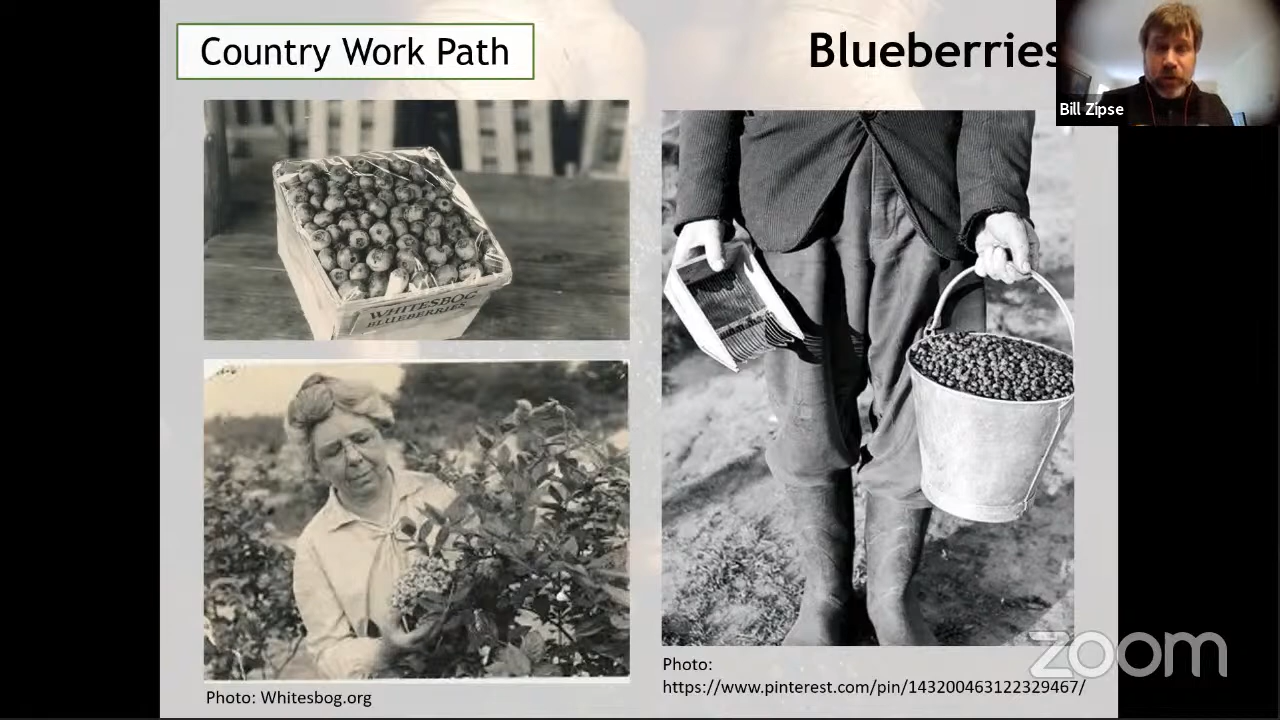 Country Work Path
Blueberries
Bill Zipse
WHITESBOG
BLUEBERRIES
Photo: Whitesbog.org
Photo:
https://www.pinterest.com/pin/143200463122329467/
zoom